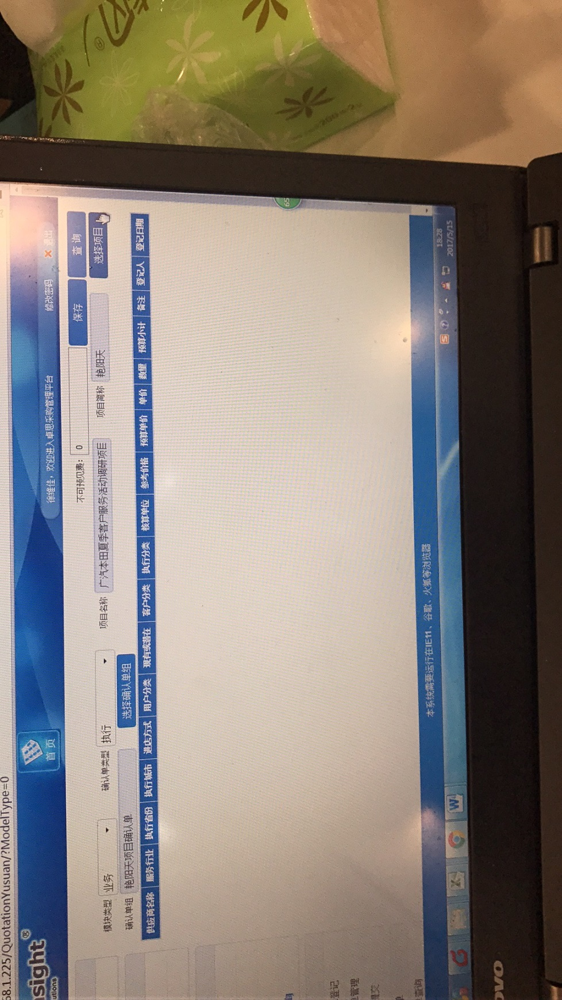 68.1.225/QuotationYusuan/?ModelType=0
sight®
utions
首页
徐维佳，欢迎进入卓思采购管理平台
修改密码
退出
不可预见费： 0
保存
查询
模块类型 业务
确认单类型 执行
项目名称 广汽本田夏季客户服务活动调研项目
项目简称 艳阳天
选择项目
确认单组 艳阳天项目确认单
选择确认单组
供应商名称 服务行业 执行省份 执行城市 进店方式 用户分类 现有或潜在 客户分类 执行分类 核算单位 参考价格 预算单价 单价 数量 预算小计 备注 登记人 登记日期
65
登记
管理
提交
查询
本系统需要运行在IE11、谷歌、火狐等浏览器
18:28
2017/5/15
ovo